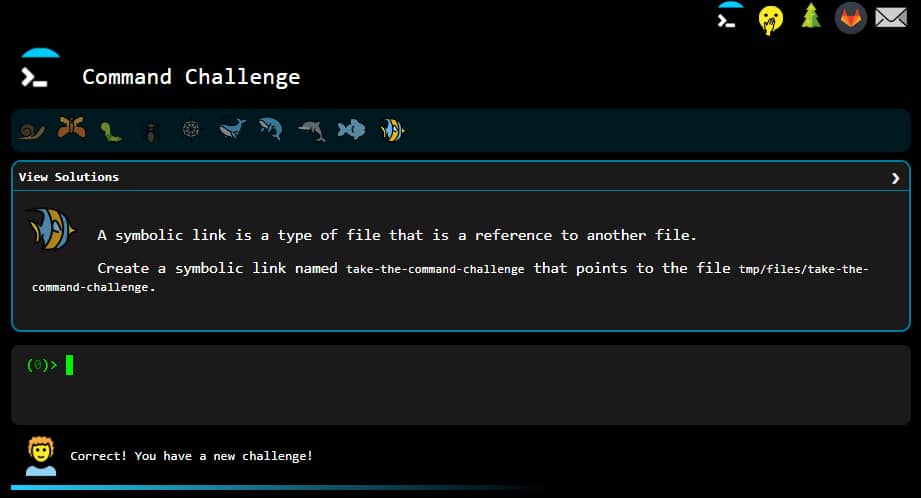 Command Challenge
View Solutions
A symbolic link is a type of file that is a reference to another file.
Create a symbolic link named take-the-command-challenge that points to the file tmp/files/take-the-
command-challenge.
(0)>
Correct! You have a new challenge!